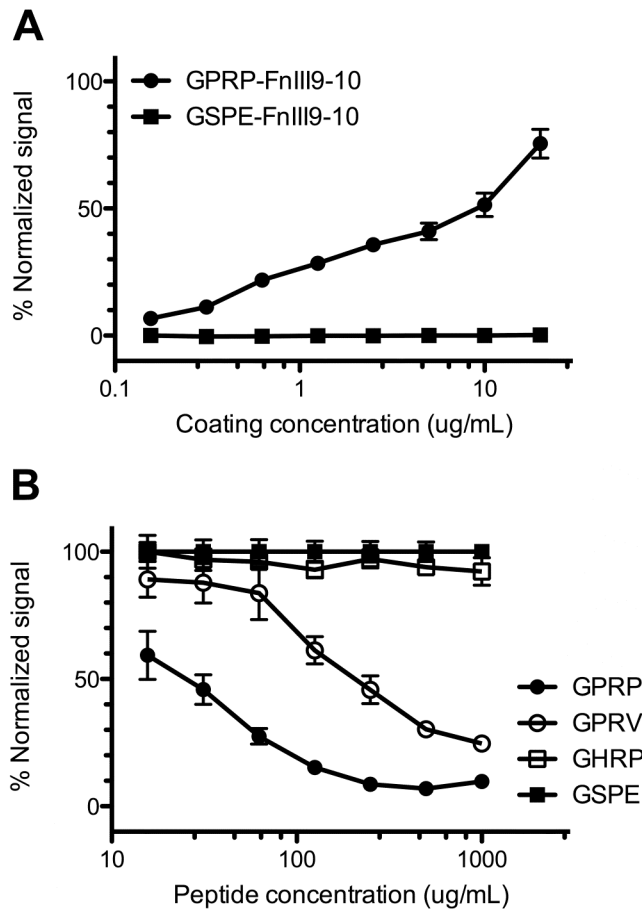 A
100
50
0
% Normalized signal
GPRP-FnIII9-10
GSPE-FnIII9-10
0.1
1
10
Coating concentration (ug/mL)
B
100
50
0
% Normalized signal
GPRP
GPRV
GHRP
GSPE
10
100
1000
Peptide concentration (ug/mL)